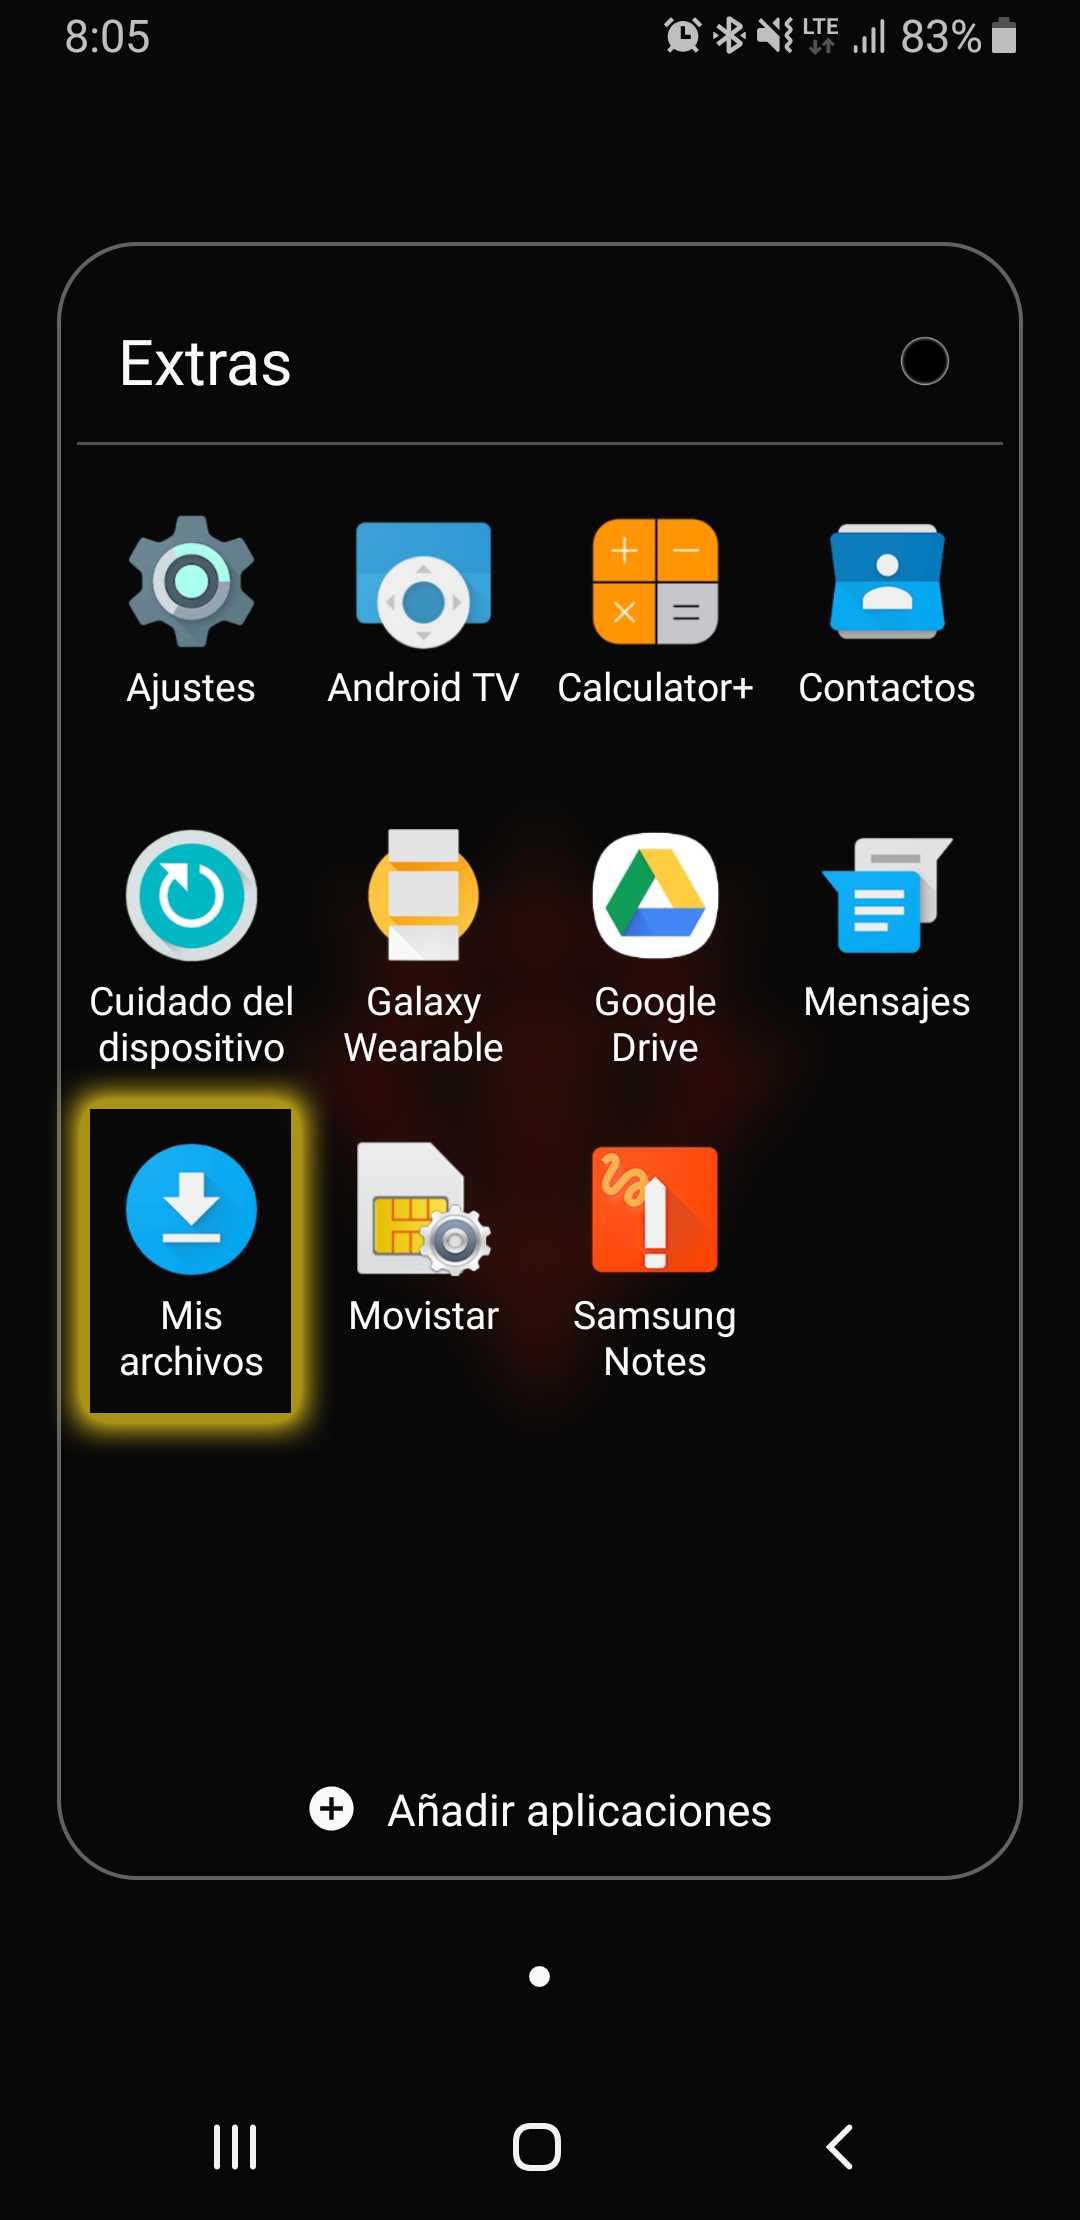 8:05
LTE
83%
Extras
Ajustes
Android TV
Calculator+
Contactos
Cuidado del
dispositivo
Galaxy
Wearable
Google
Drive
Mensajes
Mis
archivos
Movistar
Samsung
Notes
Añadir aplicaciones